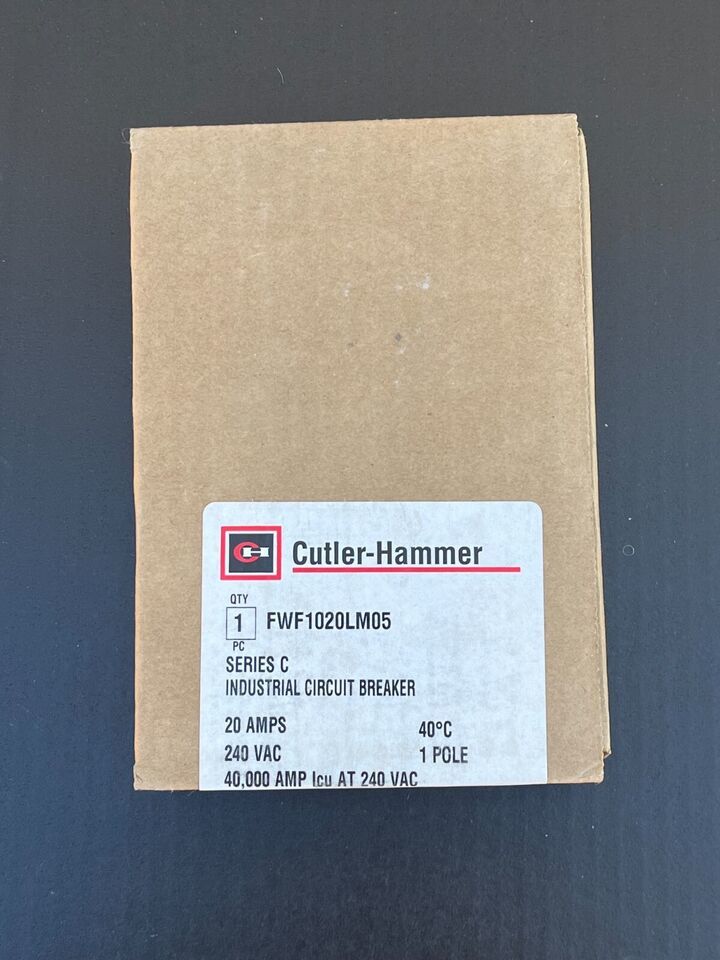 CH Cutler-Hammer
QTY
1 FWF1020LM05
PC
SERIES C
INDUSTRIAL CIRCUIT BREAKER
20 AMPS 40°C
240 VAC 1 POLE
40,000 AMP Icu AT 240 VAC